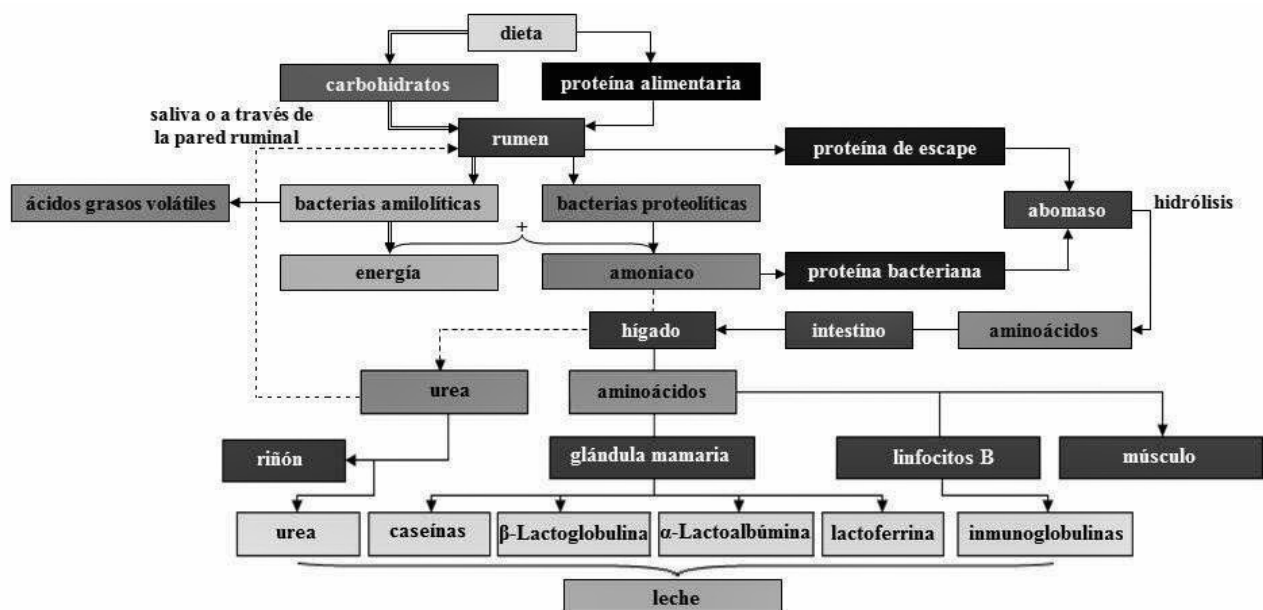 dieta
carbohidratos
proteína alimentaria
saliva o a través de
la pared ruminal
rumen
proteína de escape
ácidos grasos volátiles
bacterias amilolíticas
bacterias proteolíticas
abomaso
hidrólisis
+
energía
amoniaco
proteína bacteriana
hígado
intestino
aminoácidos
urea
aminoácidos
riñón
glándula mamaria
linfocitos B
músculo
urea
caseínas
β-Lactoglobulina
α-Lactoalbúmina
lactoferrina
inmunoglobulinas
leche